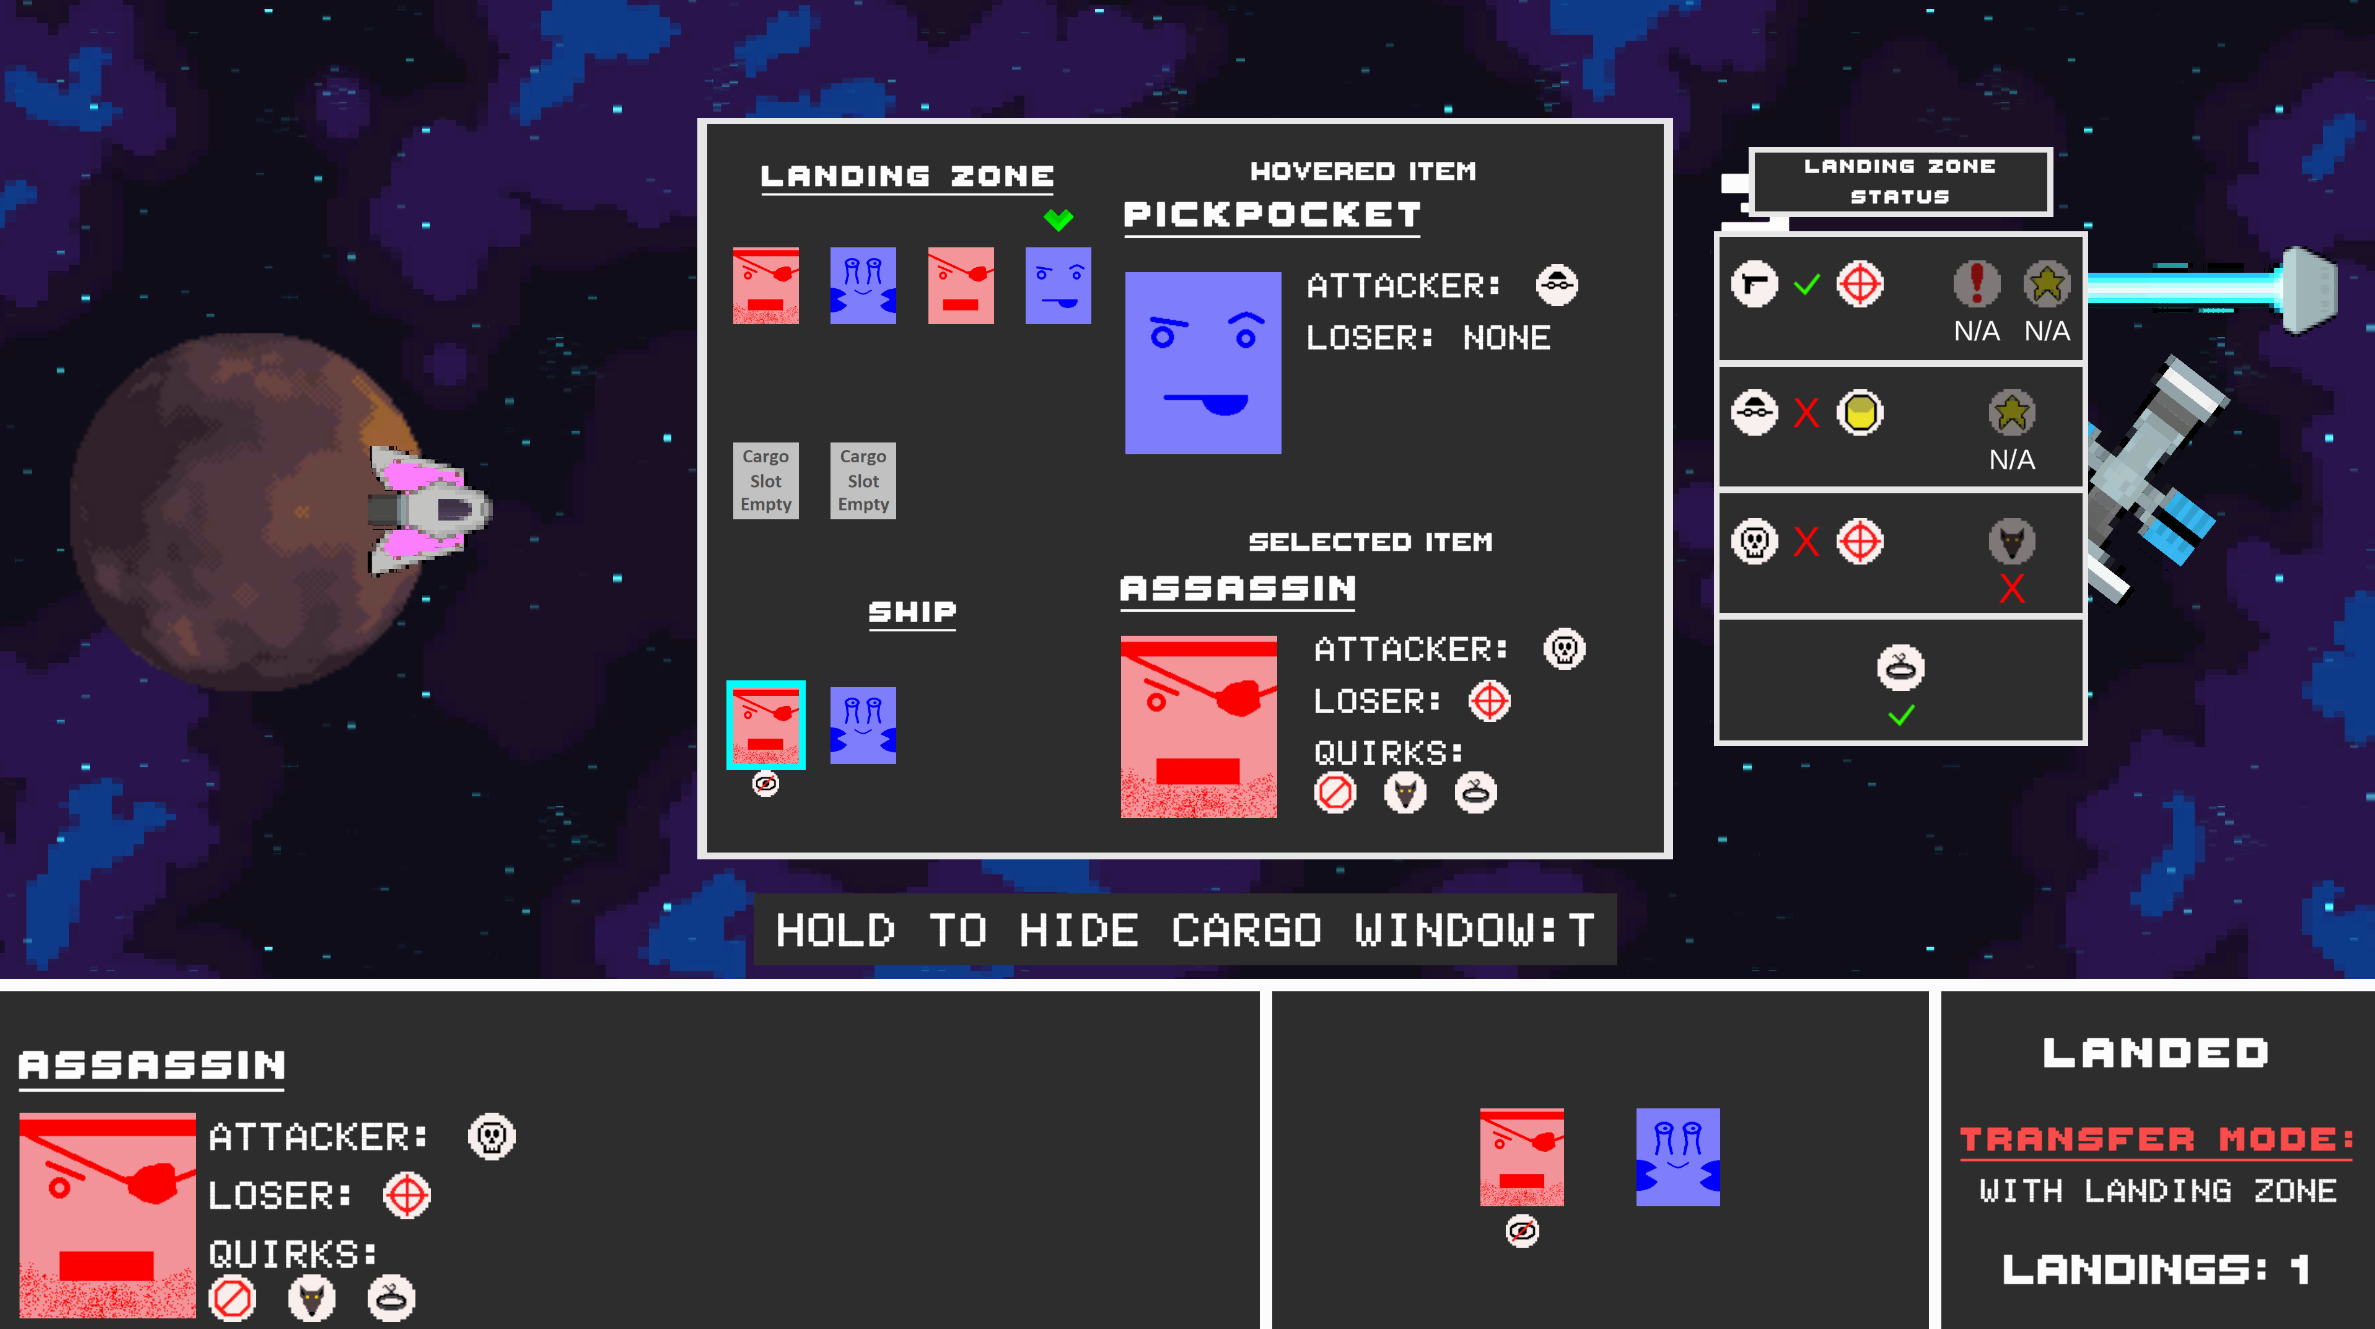 LANDING ZONE
HOVERED ITEM
PICKPOCKET
ATTACKER:
LOSER: NONE
Cargo
Slot
Empty
Cargo
Slot
Empty
SELECTED ITEM
ASSASSIN
ATTACKER:
LOSER:
QUIRKS:
SHIP
LANDING ZONE
STATUS
N/A
N/A
N/A
HOLD TO HIDE CARGO WINDOW:T
ASSASSIN
ATTACKER:
LOSER:
QUIRKS:
LANDED
TRANSFER MODE:
WITH LANDING ZONE
LANDINGS: 1